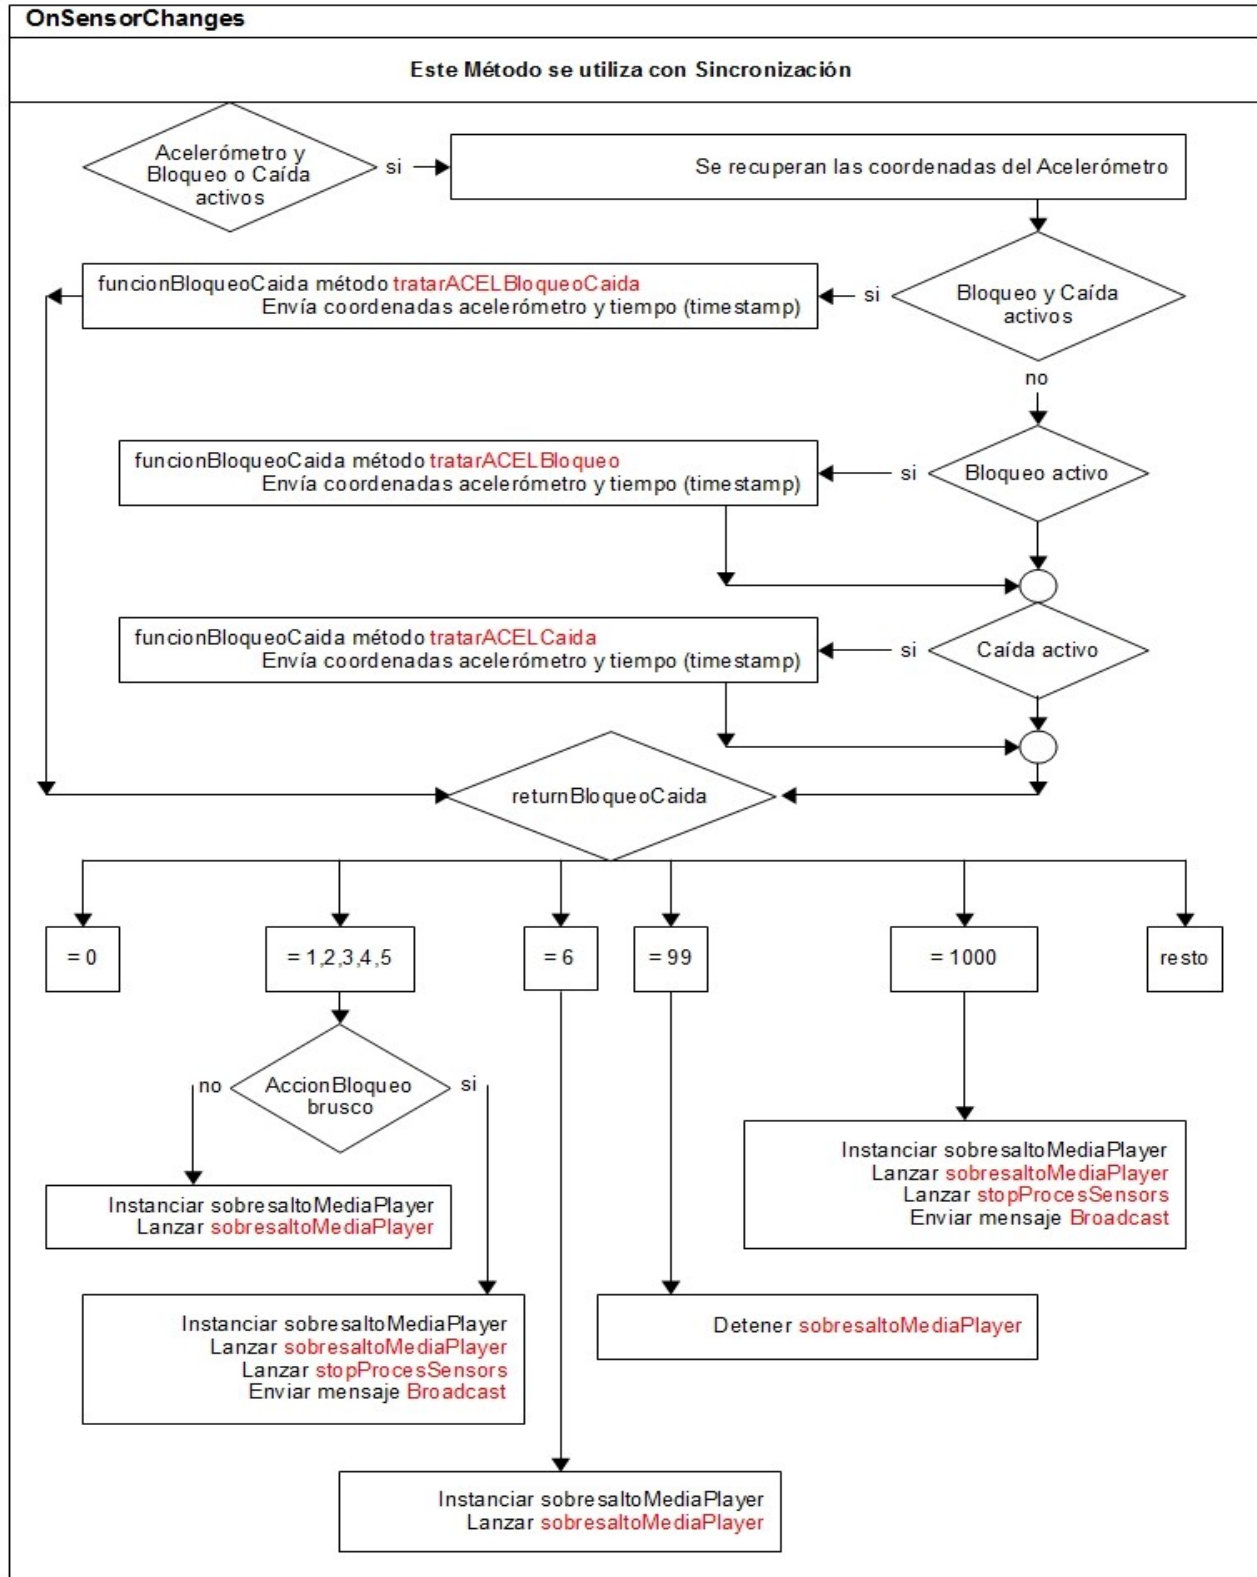 OnSensorChanges
Este Método se utiliza con Sincronización
Acelerómetro y
Bloqueo o Caída
activos
si
Se recuperan las coordenadas del Acelerómetro
funcionBloqueoCaida método tratarACELBloqueoCaida
Envía coordenadas acelerómetro y tiempo (timestamp)
si
Bloqueo y Caída
activos
no
funcionBloqueoCaida método tratarACELBloqueo
Envía coordenadas acelerómetro y tiempo (timestamp)
si
Bloqueo activo
funcionBloqueoCaida método tratarACELCaida
Envía coordenadas acelerómetro y tiempo (timestamp)
si
Caída activo
returnBloqueoCaida
= 0
= 1,2,3,4,5
= 6
= 99
= 1000
resto
no
AccionBloqueo
brusco
si
Instanciar sobresaltoMediaPlayer
Lanzar sobresaltoMediaPlayer
Instanciar sobresaltoMediaPlayer
Lanzar sobresaltoMediaPlayer
Lanzar stopProcesSensors
Enviar mensaje Broadcast
Instanciar sobresaltoMediaPlayer
Lanzar sobresaltoMediaPlayer
Lanzar stopProcesSensors
Enviar mensaje Broadcast
Detener sobresaltoMediaPlayer
Instanciar sobresaltoMediaPlayer
Lanzar sobresaltoMediaPlayer